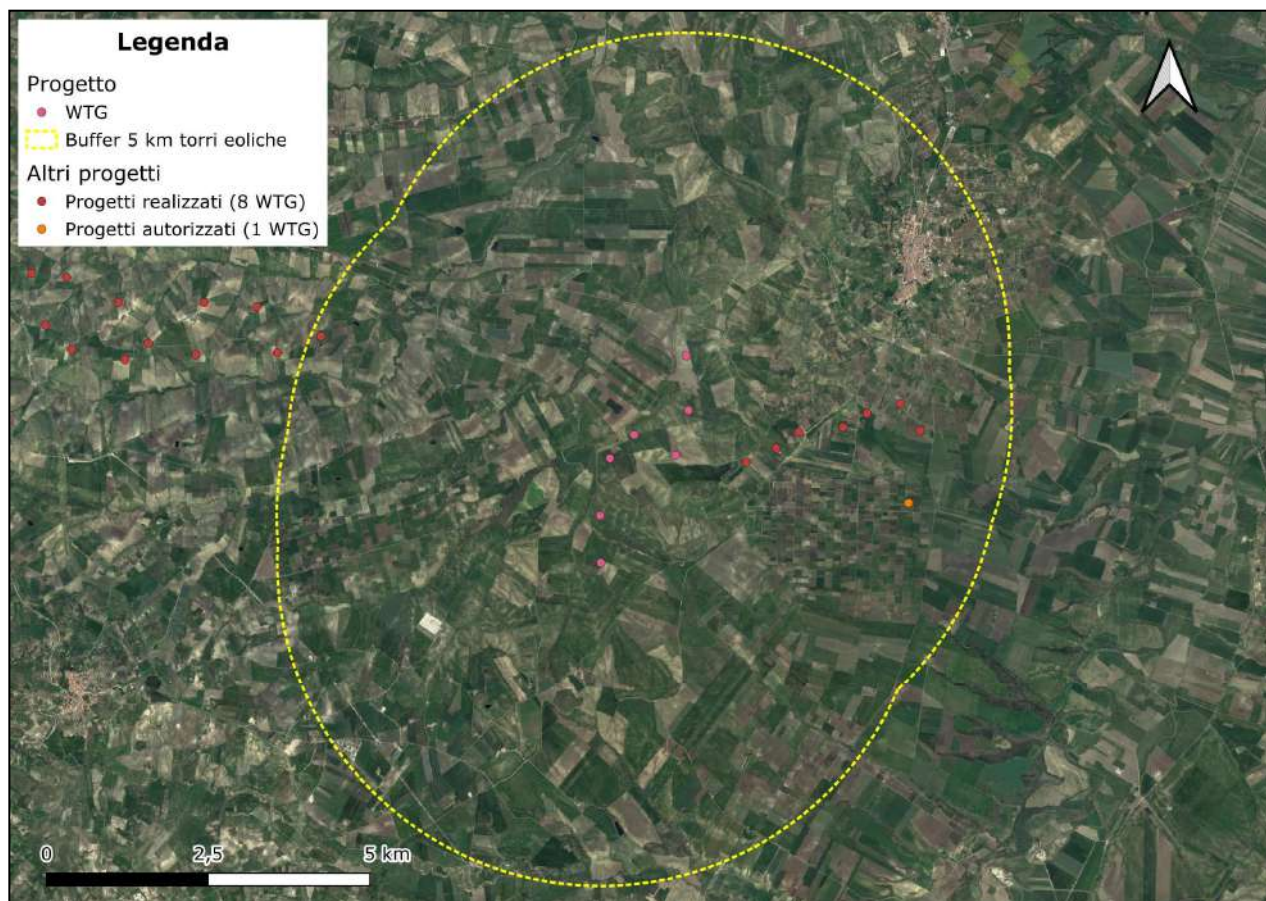 Legenda
Progetto
WTG
Buffer 5 km torri eoliche
Altri progetti
Progetti realizzati (8 WTG)
Progetti autorizzati (1 WTG)
0 2,5 5 km